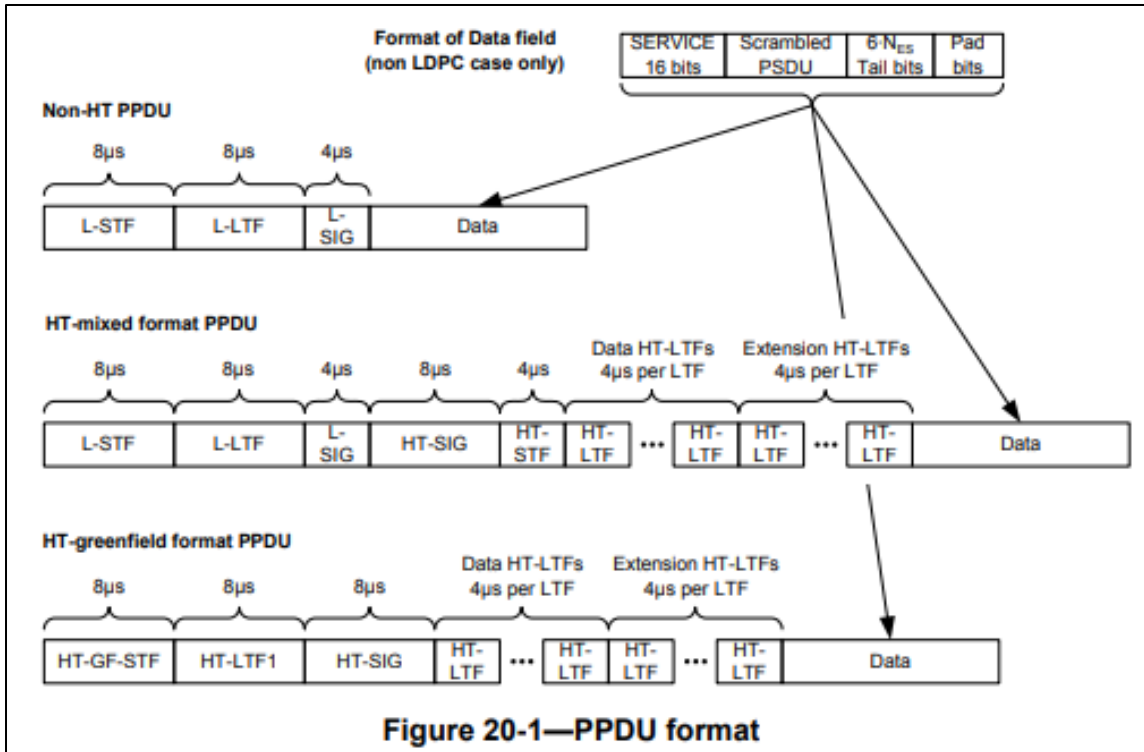 Format of Data field
(non LDPC case only)
SERVICE
16 bits
Scrambled
PSDU
6·NES
Tail bits
Pad
bits
Non-HT PPDU
8µs
8µs
4µs
L-STF
L-LTF
L-
SIG
Data
HT-mixed format PPDU
Data HT-LTFs
4µs per LTF
Extension HT-LTFs
4µs per LTF
8µs
8µs
4µs
8µs
4µs
L-STF
L-LTF
L-
SIG
HT-SIG
HT-
STF
HT-
LTF
•••
HT-
LTF
HT-
LTF
•••
HT-
LTF
Data
HT-greenfield format PPDU
Data HT-LTFs
4µs per LTF
Extension HT-LTFs
4µs per LTF
8µs
8µs
8µs
HT-GF-STF
HT-LTF1
HT-SIG
HT-
LTF
•••
HT-
LTF
HT-
LTF
•••
HT-
LTF
Data
Figure 20-1—PPDU format